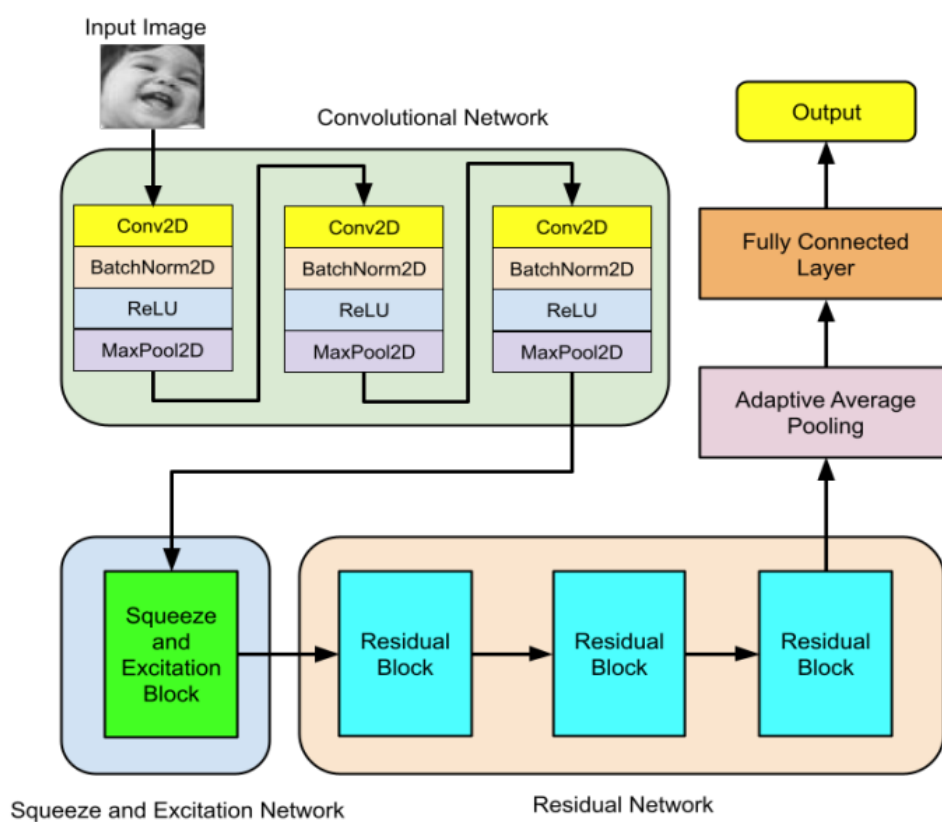 Input Image
Convolutional Network
Conv2D
BatchNorm2D
ReLU
MaxPool2D
Conv2D
BatchNorm2D
ReLU
MaxPool2D
Conv2D
BatchNorm2D
ReLU
MaxPool2D
Squeeze
and
Excitation
Block
Squeeze and Excitation Network
Residual
Block
Residual
Block
Residual
Block
Residual Network
Adaptive Average
Pooling
Fully Connected
Layer
Output